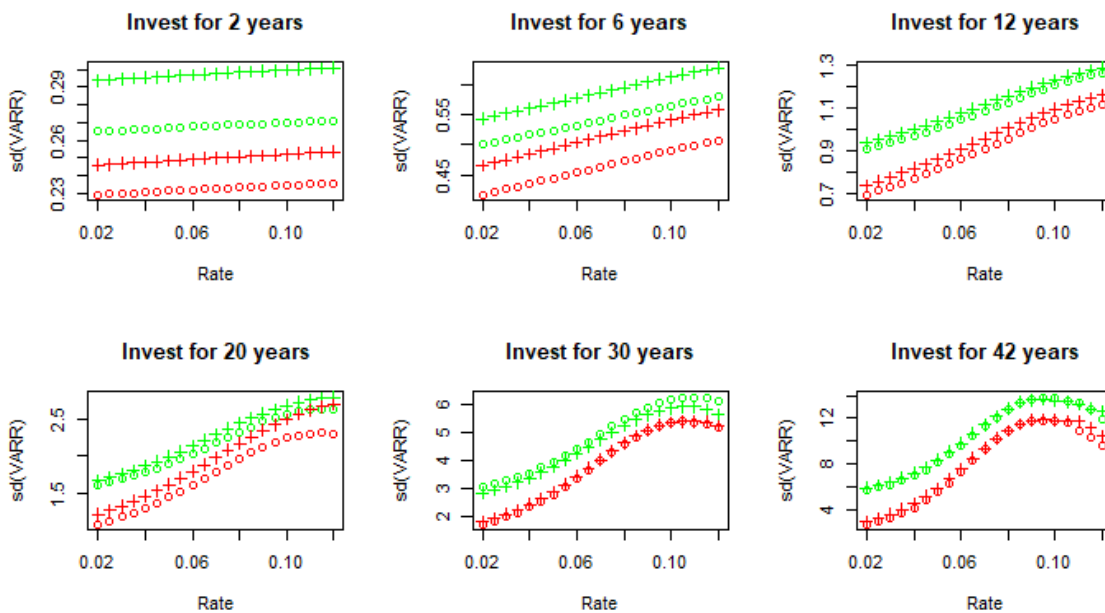 Invest for 2 years
sd(VARR)
0.23 0.26 0.29
0.02 0.06 0.10
Rate
Invest for 6 years
sd(VARR)
0.45 0.55
0.02 0.06 0.10
Rate
Invest for 12 years
sd(VARR)
0.7 0.9 1.1 1.3
0.02 0.06 0.10
Rate
Invest for 20 years
sd(VARR)
1.5 2.5
0.02 0.06 0.10
Rate
Invest for 30 years
sd(VARR)
2 3 4 5 6
0.02 0.06 0.10
Rate
Invest for 42 years
sd(VARR)
4 8 12
0.02 0.06 0.10
Rate